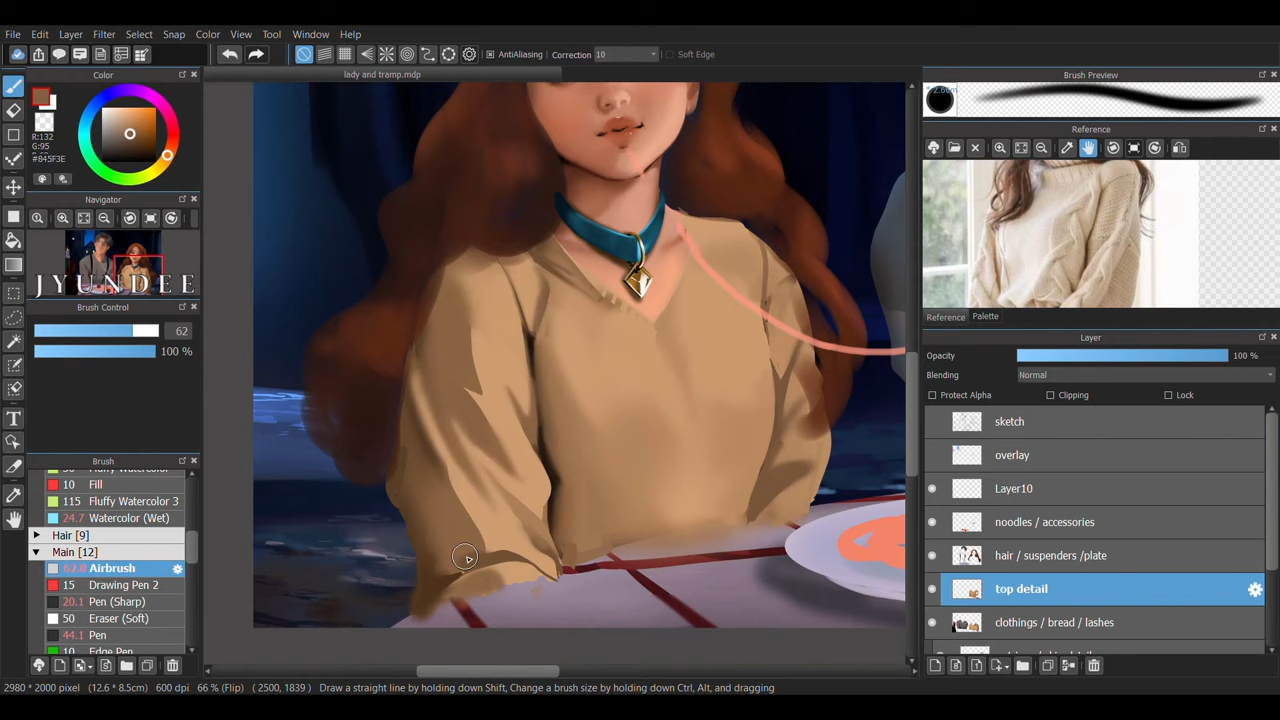 File Edit Layer Filter Select Snap Color View Tool Window Help
AntiAliasing Correction 10 Soft Edge
Color
lady and tramp.mdp
Brush Preview
R:132
G:95
#845F3E
Reference
Navigator
JYUNDEE
Brush Control
62
100 %
Reference Palette
Layer
Opacity 100 %
Blending Normal
Protect Alpha Clipping Lock
sketch
overlay
Layer10
noodles / accessories
hair / suspenders /plate
top detail
clothings / bread / lashes
Brush
10 Fill
115 Fluffy Watercolor 3
24.7 Watercolor (Wet)
Hair [9]
Main [12]
Airbrush
15 Drawing Pen 2
20.1 Pen (Sharp)
50 Eraser (Soft)
44.1 Pen
10 Edge Pen
2980 * 2000 pixel (12.6 * 8.5cm) 600 dpi 66 % (Flip) ( 2500, 1839 ) Draw a straight line by holding down Shift, Change a brush size by holding down Ctrl, Alt, and dragging